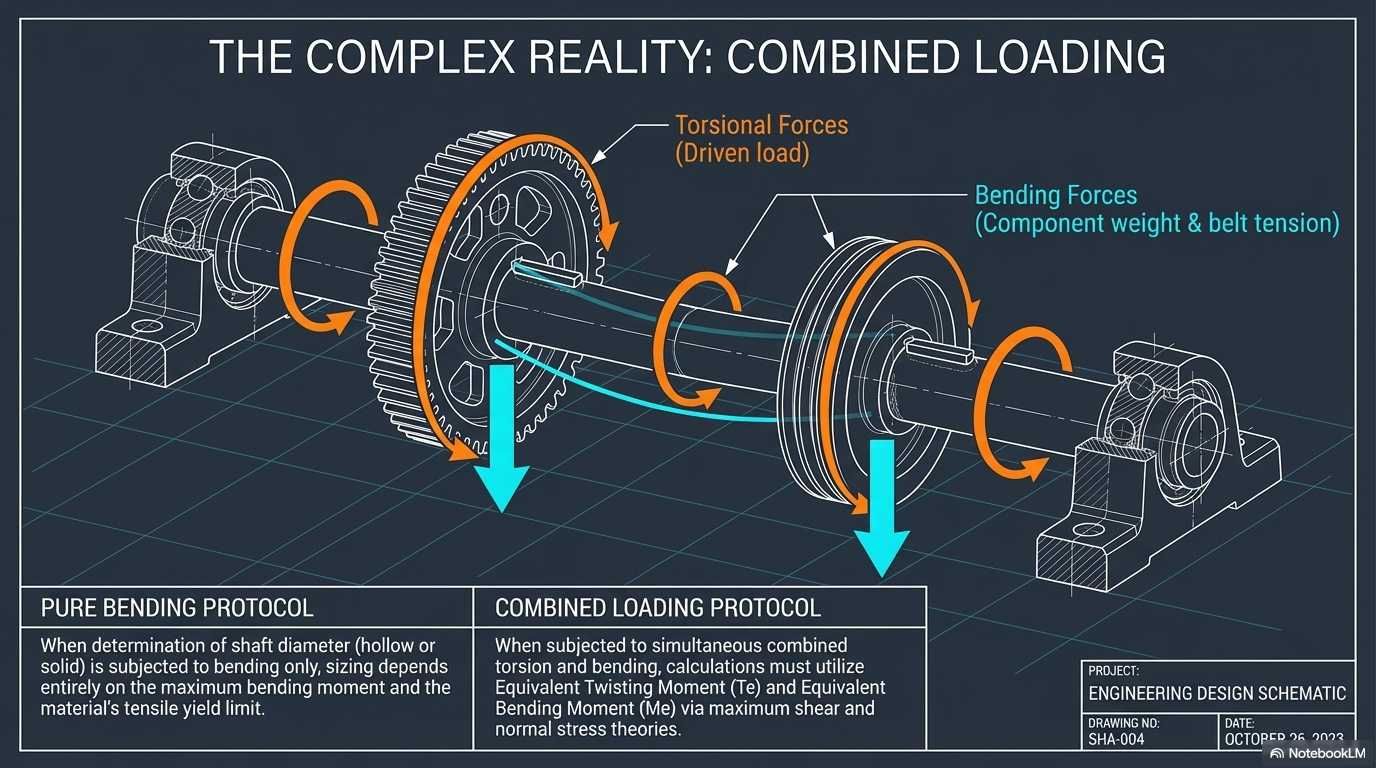 THE COMPLEX REALITY: COMBINED LOADING
Torsional Forces
(Driven load)
Bending Forces
(Component weight & belt tension)
PURE BENDING PROTOCOL
When determination of shaft diameter (hollow or
solid) is subjected to bending only, sizing depends
entirely on the maximum bending moment and the
material's tensile yield limit.
COMBINED LOADING PROTOCOL
When subjected to simultaneous combined
torsion and bending, calculations must utilize
Equivalent Twisting Moment (Te) and Equivalent
Bending Moment (Me) via maximum shear and
normal stress theories.
PROJECT:
ENGINEERING DESIGN SCHEMATIC
DRAWING NO:
SHA-004
DATE:
OCTOBER 26, 2023
NotebookLM